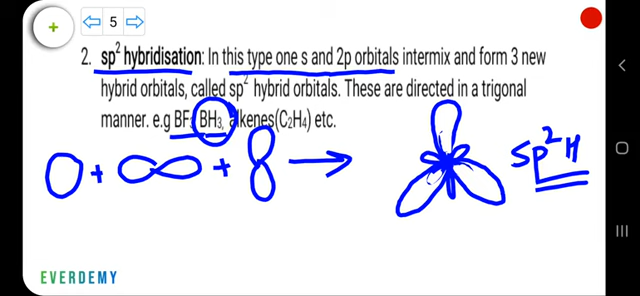 5
2. sp² hybridisation: In this type one s and 2p orbitals intermix and form 3 new
hybrid orbitals, called sp² hybrid orbitals. These are directed in a trigonal
manner. e.g BF₃ BH₃, alkenes(C₂H₄) etc.
+ + → sp² H
EVERDEMY